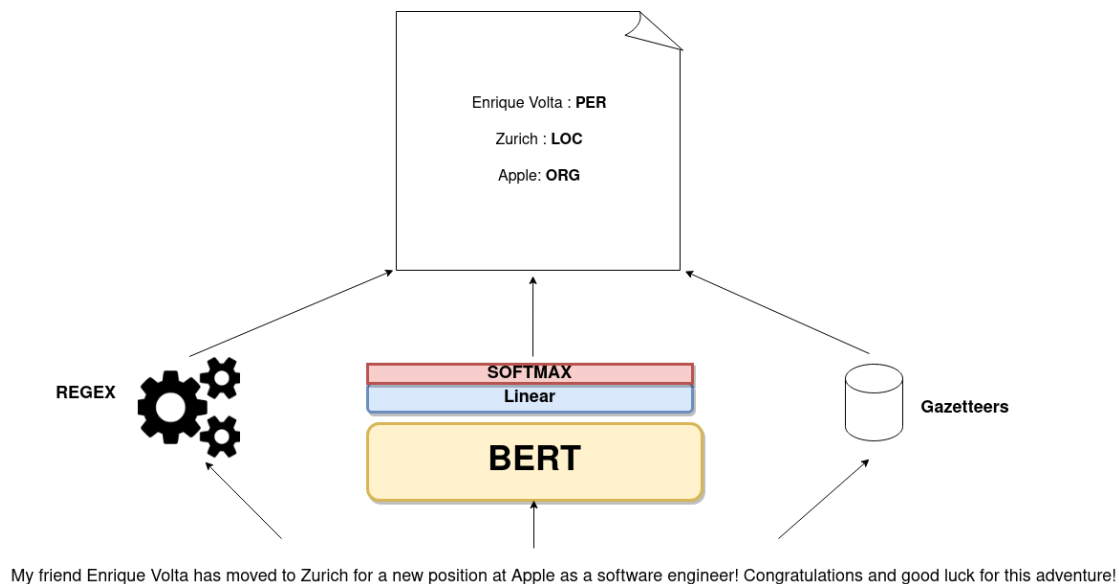 Enrique Volta : PER
Zurich : LOC
Apple: ORG
REGEX
SOFTMAX
Linear
BERT
Gazetteers
My friend Enrique Volta has moved to Zurich for a new position at Apple as a software engineer! Congratulations and good luck for this adventure!